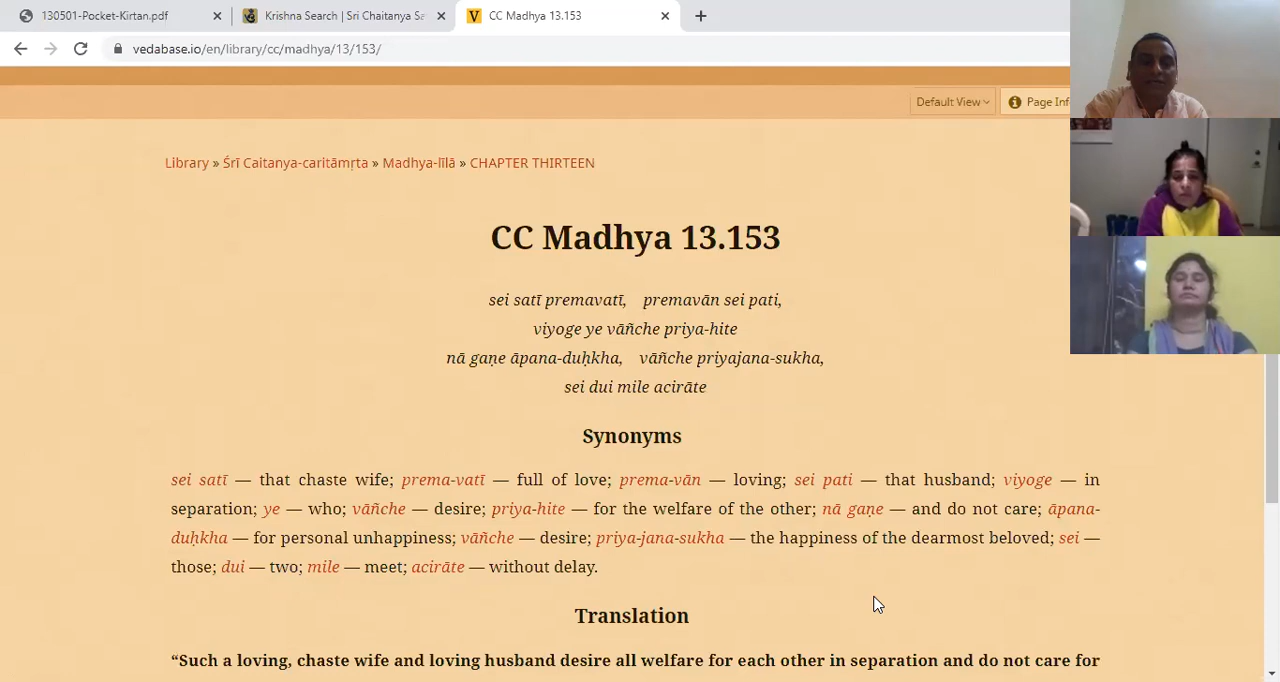 130501-Pocket-Kirtan.pdf
Krishna Search | Sri Chaitanya Sa
CC Madhya 13.153
vedabase.io/en/library/cc/madhya/13/153/
Default View
Page Inf
Library » Śrī Caitanya-caritāmṛta » Madhya-līlā » CHAPTER THIRTEEN
CC Madhya 13.153
sei satī premavatī, premavān sei pati,
viyoge ye vāñche priya-hite
nā gaṇe āpana-duḥkha, vāñche priyajana-sukha,
sei dui mile acirāte
Synonyms
sei satī — that chaste wife; prema-vatī — full of love; prema-vān — loving; sei pati — that husband; viyoge — in
separation; ye — who; vāñche — desire; priya-hite — for the welfare of the other; nā gaṇe — and do not care; āpana-
duḥkha — for personal unhappiness; vāñche — desire; priya-jana-sukha — the happiness of the dearmost beloved; sei —
those; dui — two; mile — meet; acirāte — without delay.
Translation
“Such a loving, chaste wife and loving husband desire all welfare for each other in separation and do not care for